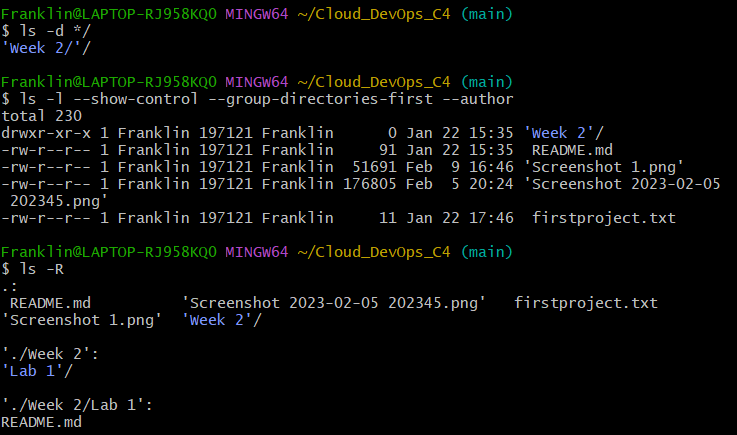 Franklin@LAPTOP-RJ958KQO MINGW64 ~/Cloud_DevOps_C4 (main)
$ ls -d */
'Week 2/'/
Franklin@LAPTOP-RJ958KQO MINGW64 ~/Cloud_DevOps_C4 (main)
$ ls -l --show-control --group-directories-first --author
total 230
drwxr-xr-x 1 Franklin 197121 Franklin      0 Jan 22 15:35 'Week 2'/
-rw-r--r-- 1 Franklin 197121 Franklin     91 Jan 22 15:35  README.md
-rw-r--r-- 1 Franklin 197121 Franklin  51691 Feb  9 16:46 'Screenshot 1.png'
-rw-r--r-- 1 Franklin 197121 Franklin 176805 Feb  5 20:24 'Screenshot 2023-02-05
 202345.png'
-rw-r--r-- 1 Franklin 197121 Franklin     11 Jan 22 17:46  firstproject.txt
Franklin@LAPTOP-RJ958KQO MINGW64 ~/Cloud_DevOps_C4 (main)
$ ls -R
.:
 README.md          'Screenshot 2023-02-05 202345.png'   firstproject.txt
'Screenshot 1.png'  'Week 2'/
'./Week 2':
'Lab 1'/
'./Week 2/Lab 1':
README.md